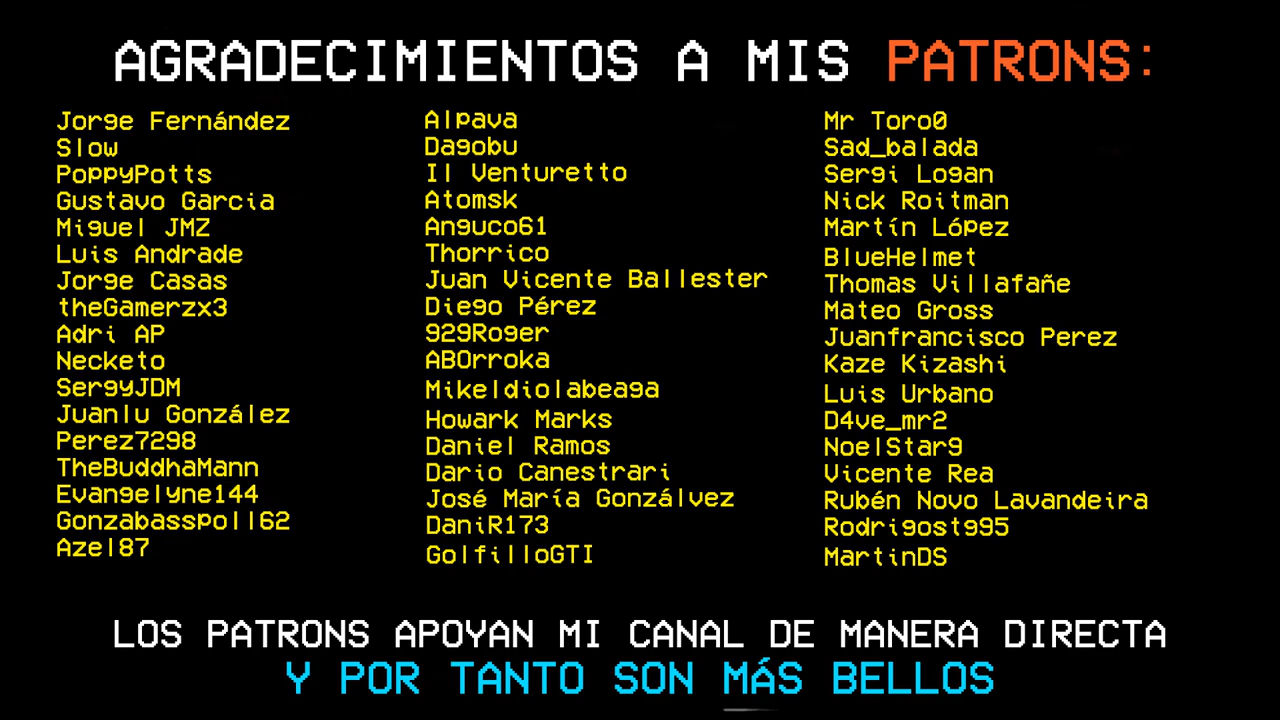 AGRADECIMIENTOS A MIS PATRONS:
Jorge Fernández
Slow
PoppyPotts
Gustavo Garcia
Miguel JMZ
Luis Andrade
Jorge Casas
theGamerzx3
Adri AP
Necketo
SergyJDM
Juanlu González
Perez7298
TheBuddhaMann
Evangelyne144
Gonzabasspoll62
Azel87
Alpava
Dagobu
Il Venturetto
Atomsk
Anguco61
Thorrico
Juan Vicente Ballester
Diego Pérez
929Roger
ABOrroka
Mikeldiolabeaga
Howark Marks
Daniel Ramos
Dario Canestrari
José María Gonzálvez
DaniR173
GolfilloGTI
Mr Toro0
Sad_balada
Sergi Logan
Nick Roitman
Martín López
BlueHelmet
Thomas Villafañe
Mateo Gross
Juanfrancisco Perez
Kaze Kizashi
Luis Urbano
D4ve_mr2
NoelStar9
Vicente Rea
Rubén Novo Lavandeira
Rodrigostg95
MartinDS
LOS PATRONS APOYAN MI CANAL DE MANERA DIRECTA
Y POR TANTO SON MÁS BELLOS